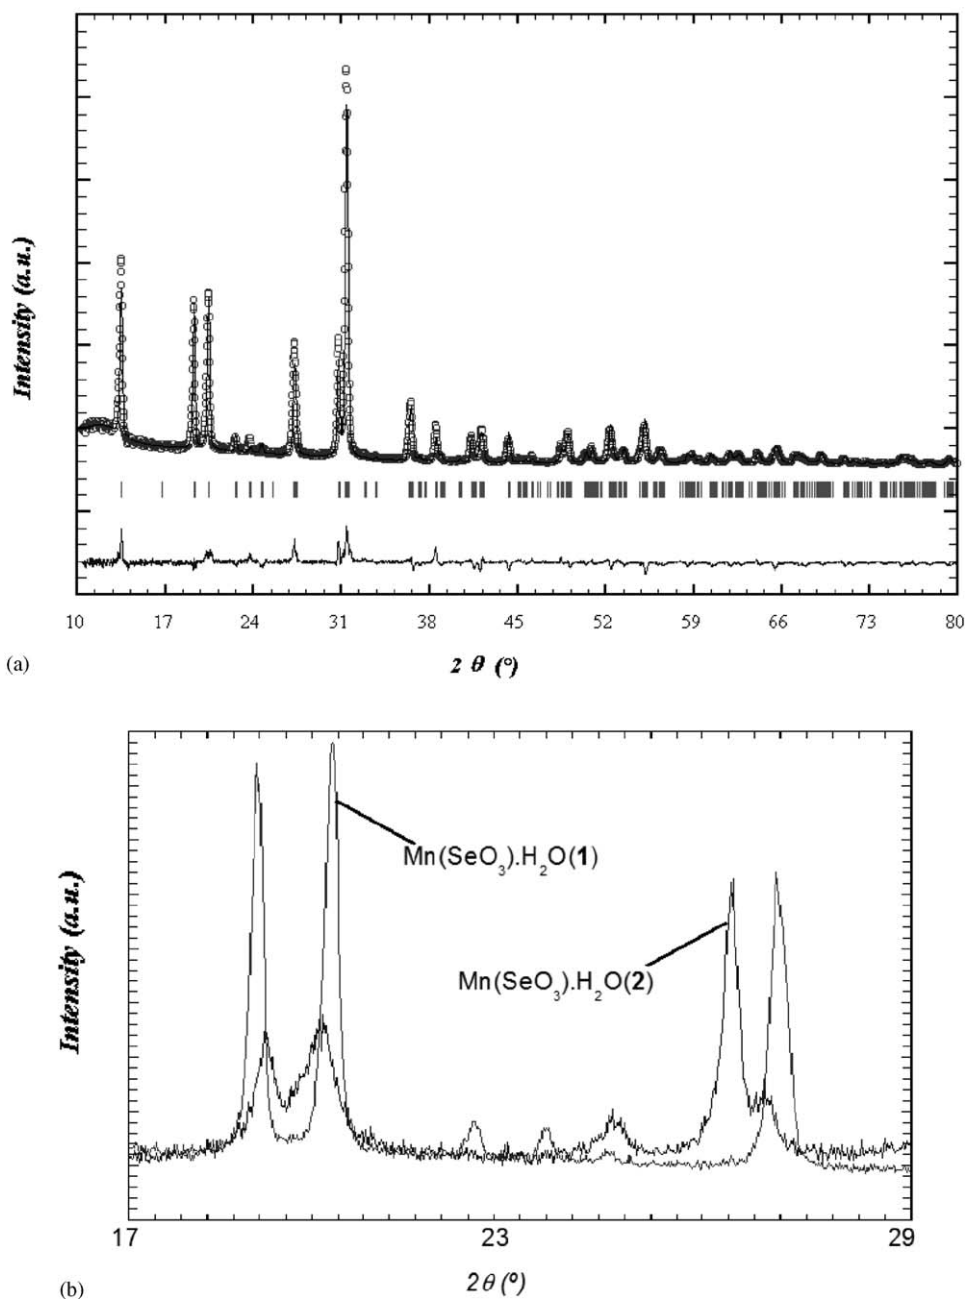 Intensity (a.u.)
10 17 24 31 38 45 52 59 66 73 80
2 θ (°)
(a)
Mn(SeO₃).H₂O(1)
Mn(SeO₃).H₂O(2)
Intensity (a.u.)
17 23 29
2θ (º)
(b)